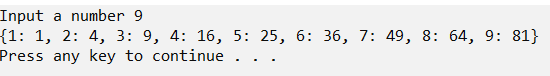 Input a number 9
{1: 1, 2: 4, 3: 9, 4: 16, 5: 25, 6: 36, 7: 49, 8: 64, 9: 81}
Press any key to continue . . .